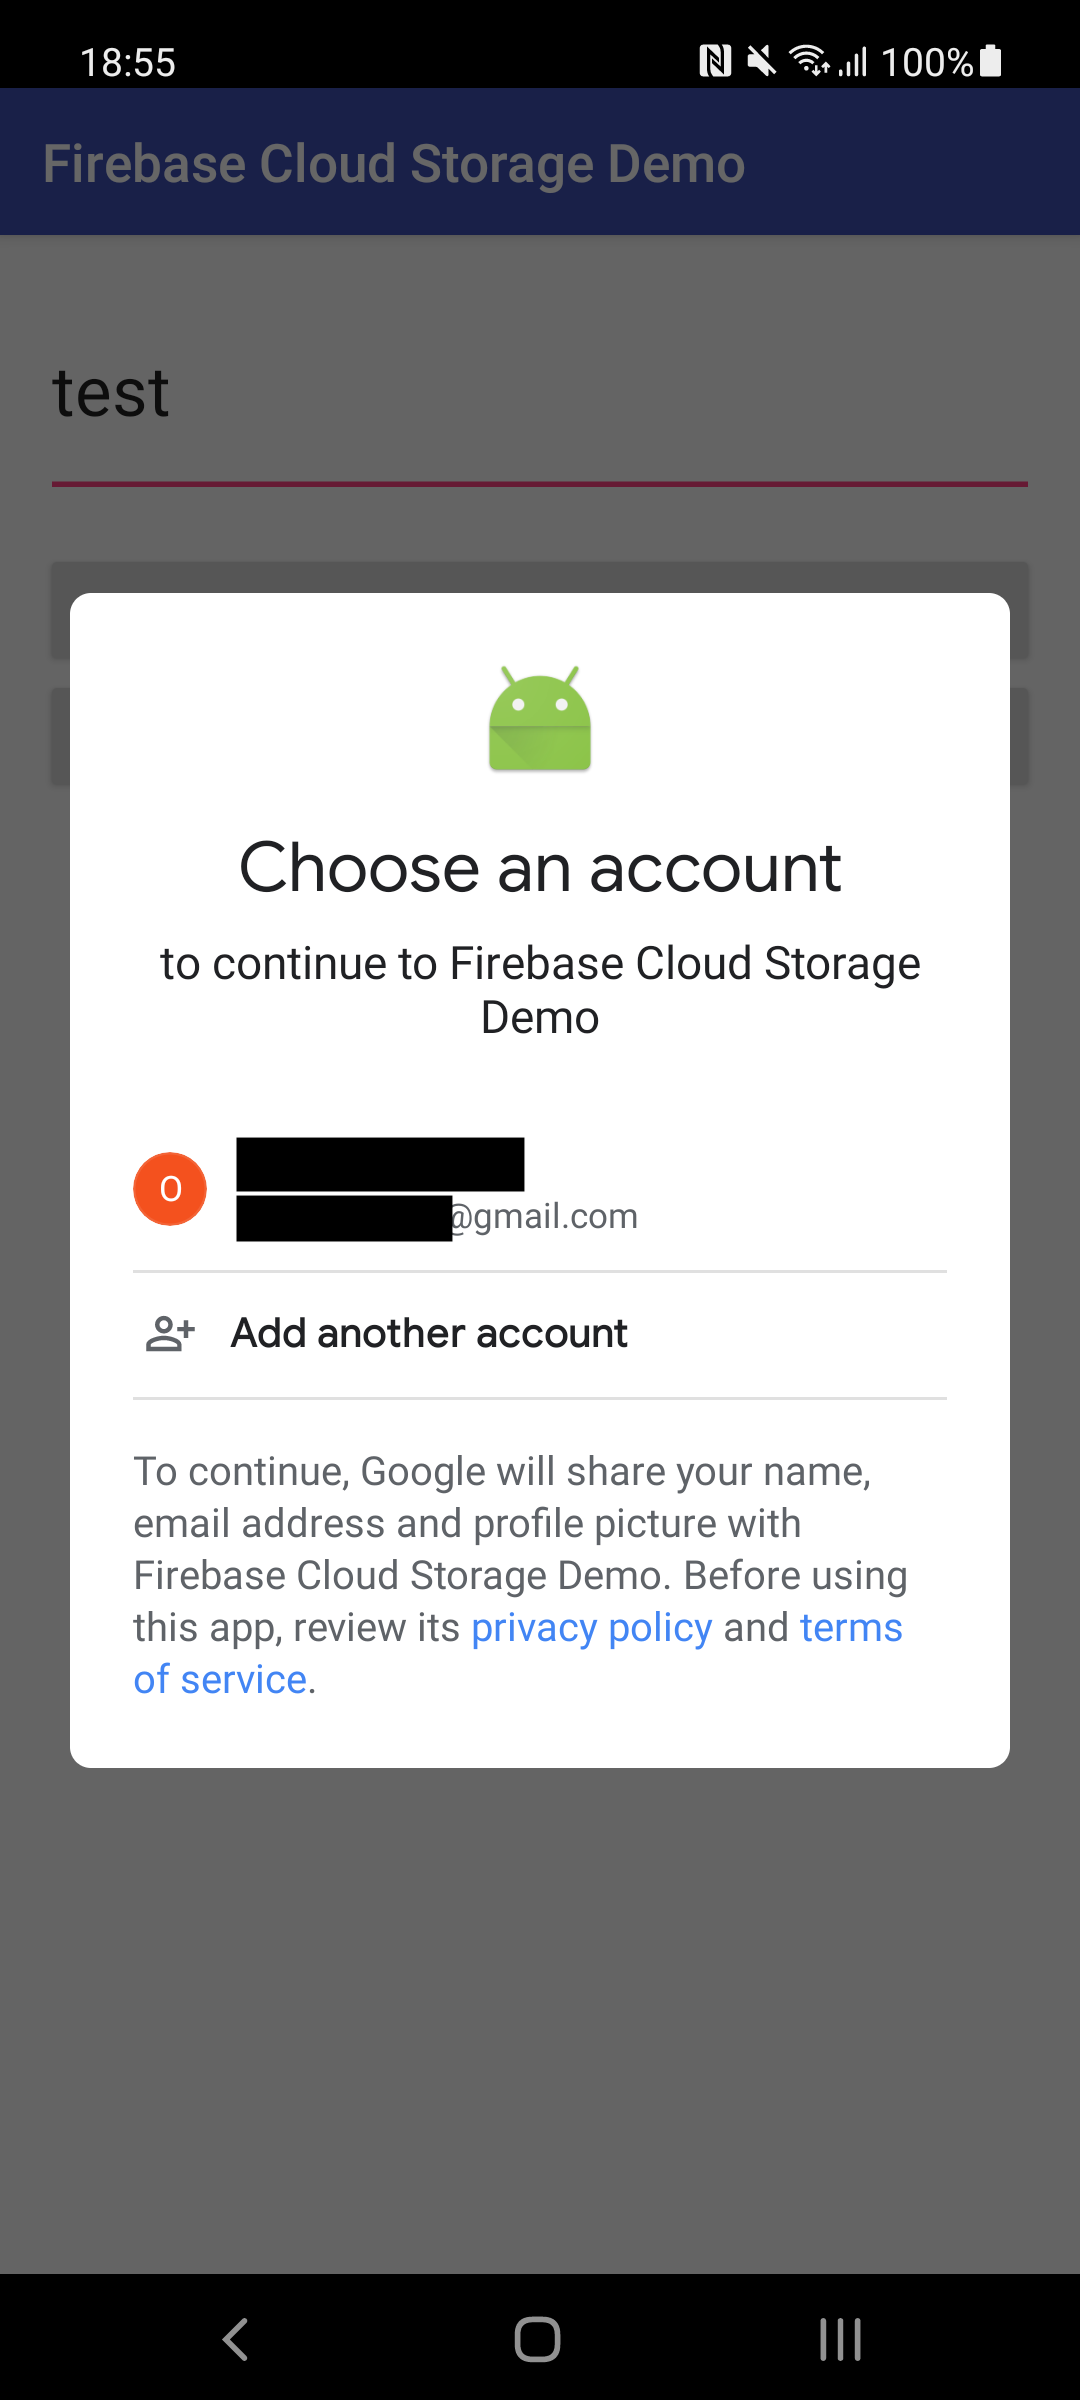 18:55 100%
Firebase Cloud Storage Demo
test
Choose an account
to continue to Firebase Cloud Storage
Demo
O
@gmail.com
Add another account
To continue, Google will share your name,
email address and profile picture with
Firebase Cloud Storage Demo. Before using
this app, review its privacy policy and terms
of service.